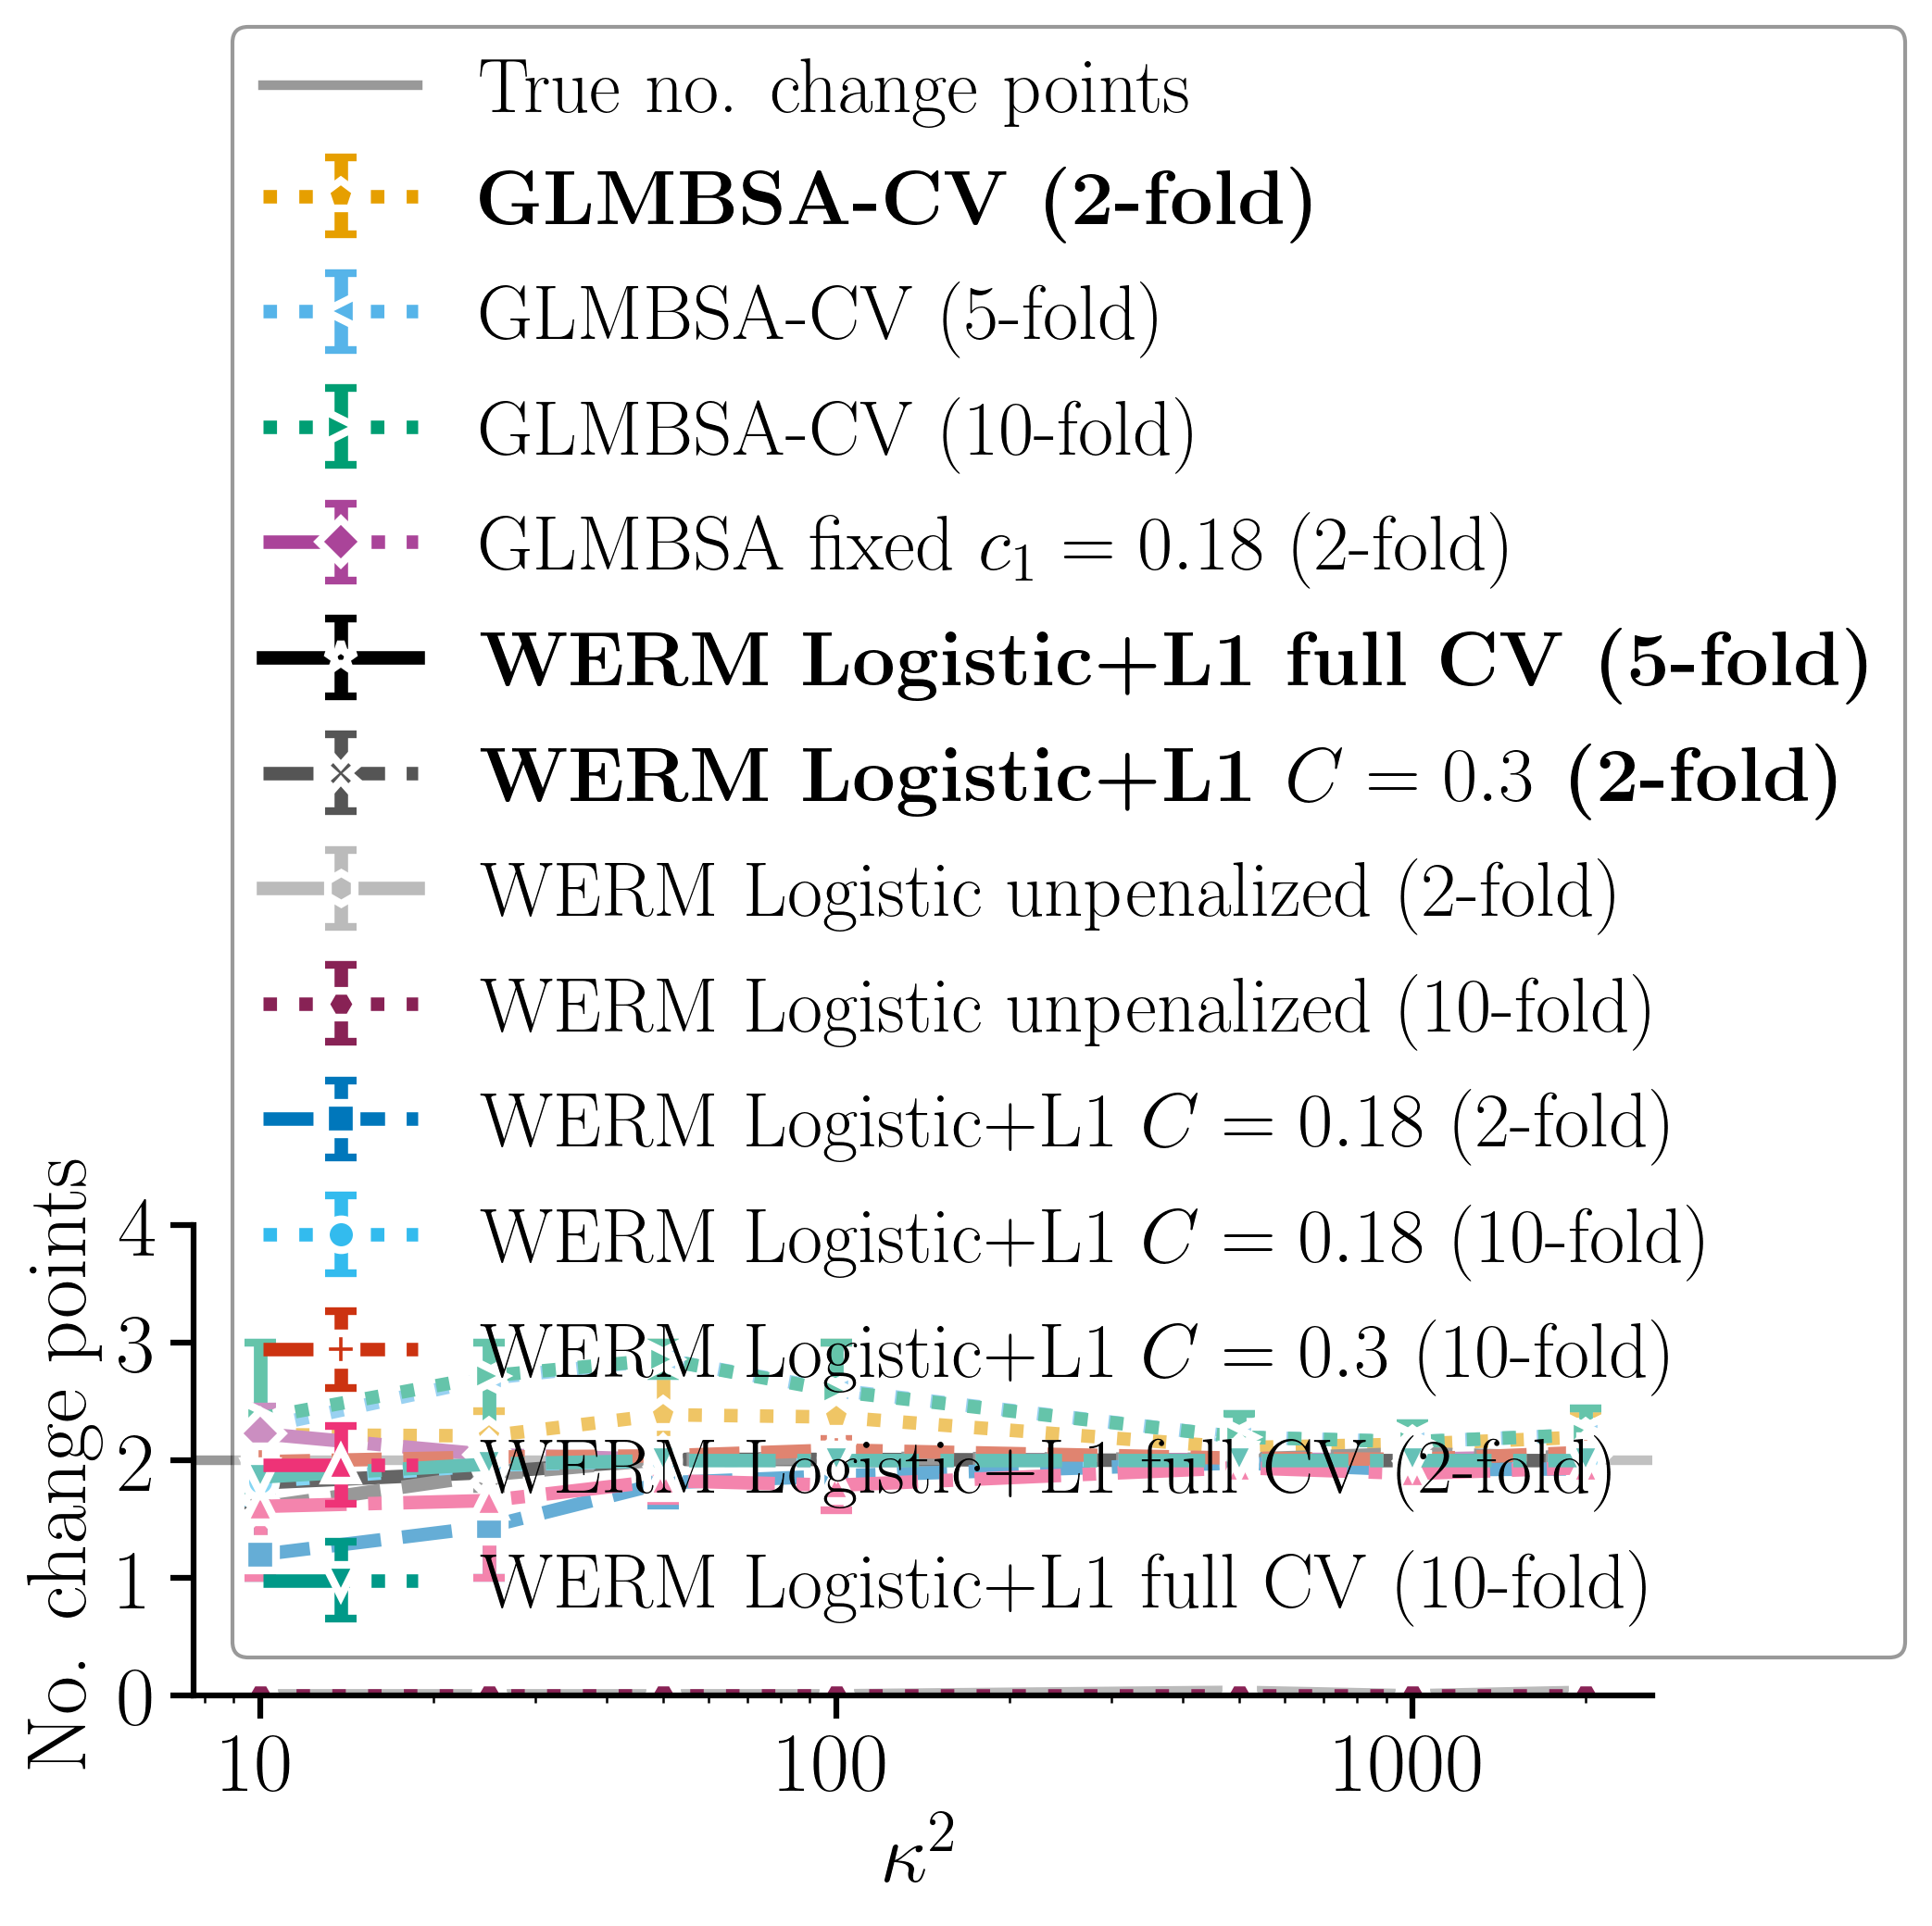 True no. change points
GLMBSA-CV (2-fold)
GLMBSA-CV (5-fold)
GLMBSA-CV (10-fold)
GLMBSA fixed c₁ = 0.18 (2-fold)
WERM Logistic+L1 full CV (5-fold)
WERM Logistic+L1 C = 0.3 (2-fold)
WERM Logistic unpenalized (2-fold)
WERM Logistic unpenalized (10-fold)
WERM Logistic+L1 C = 0.18 (2-fold)
WERM Logistic+L1 C = 0.18 (10-fold)
WERM Logistic+L1 C = 0.3 (10-fold)
WERM Logistic+L1 full CV (2-fold)
WERM Logistic+L1 full CV (10-fold)
No. change points
4
3
2
1
0
10 100 1000
κ²